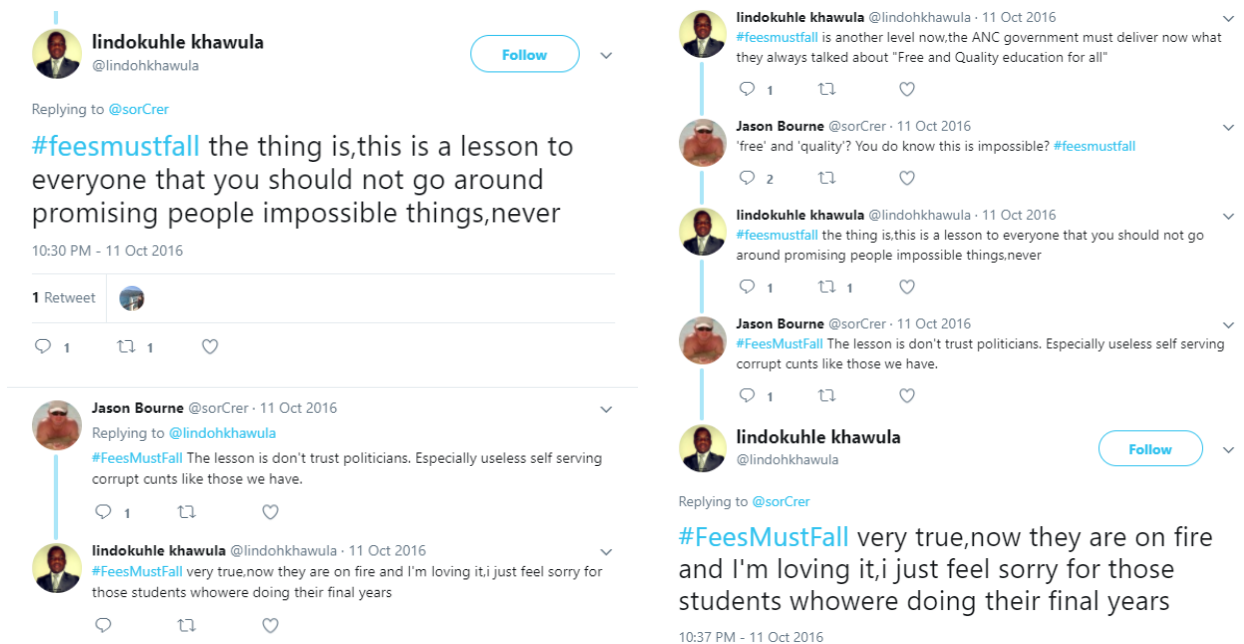 lindokuhle khawula
@lindohkhawula
Follow
Replying to @sorCrer
#feesmustfall the thing is,this is a lesson to
everyone that you should not go around
promising people impossible things,never
10:30 PM - 11 Oct 2016
1 Retweet
1 1
Jason Bourne @sorCrer · 11 Oct 2016
Replying to @lindohkhawula
#FeesMustFall The lesson is don't trust politicians. Especially useless self serving
corrupt cunts like those we have.
1
lindokuhle khawula @lindohkhawula · 11 Oct 2016
#FeesMustFall very true,now they are on fire and I'm loving it,i just feel sorry for
those students whowere doing their final years
lindokuhle khawula @lindohkhawula · 11 Oct 2016
#feesmustfall is another level now,the ANC government must deliver now what
they always talked about "Free and Quality education for all"
1
Jason Bourne @sorCrer · 11 Oct 2016
'free' and 'quality'? You do know this is impossible? #feesmustfall
2
lindokuhle khawula @lindohkhawula · 11 Oct 2016
#feesmustfall the thing is,this is a lesson to everyone that you should not go
around promising people impossible things,never
1 1
Jason Bourne @sorCrer · 11 Oct 2016
#FeesMustFall The lesson is don't trust politicians. Especially useless self serving
corrupt cunts like those we have.
1
lindokuhle khawula
@lindohkhawula
Follow
Replying to @sorCrer
#FeesMustFall very true,now they are on fire
and I'm loving it,i just feel sorry for those
students whowere doing their final years
10:37 PM - 11 Oct 2016